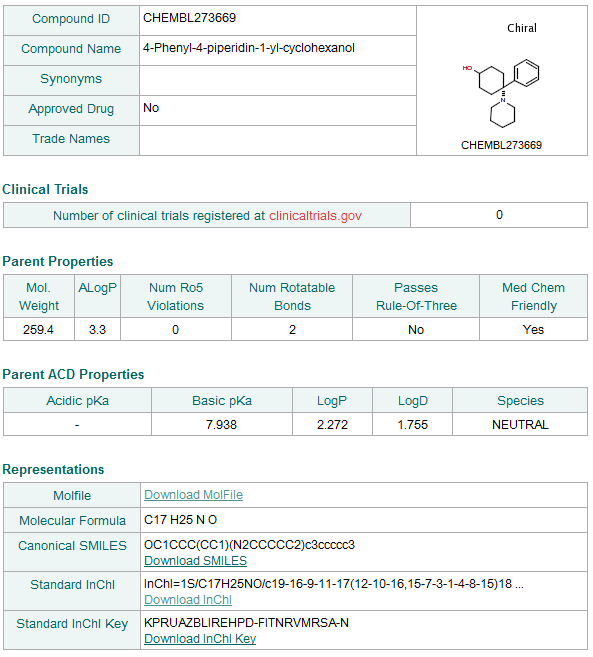 Compound ID CHEMBL273669
Chiral
Compound Name 4-Phenyl-4-piperidin-1-yl-cyclohexanol
Synonyms
HO
Approved Drug No
N
Trade Names
CHEMBL273669
Clinical Trials
Number of clinical trials registered at clinicaltrials.gov 0
Parent Properties
Mol. Weight ALogP Num Ro5 Violations Num Rotatable Bonds Passes Rule-Of-Three Med Chem Friendly
259.4 3.3 0 2 No Yes
Parent ACD Properties
Acidic pKa Basic pKa LogP LogD Species
- 7.938 2.272 1.755 NEUTRAL
Representations
Molfile Download MolFile
Molecular Formula C17 H25 N O
Canonical SMILES OC1CCC(CC1)(N2CCCCC2)c3ccccc3
Download SMILES
Standard InChI InChI=1S/C17H25NO/c19-16-9-11-17(12-10-16,15-7-3-1-4-8-15)18 ...
Download InChI
Standard InChI Key KPRUAZBLIREHPD-FITNRVMRSA-N
Download InChI Key